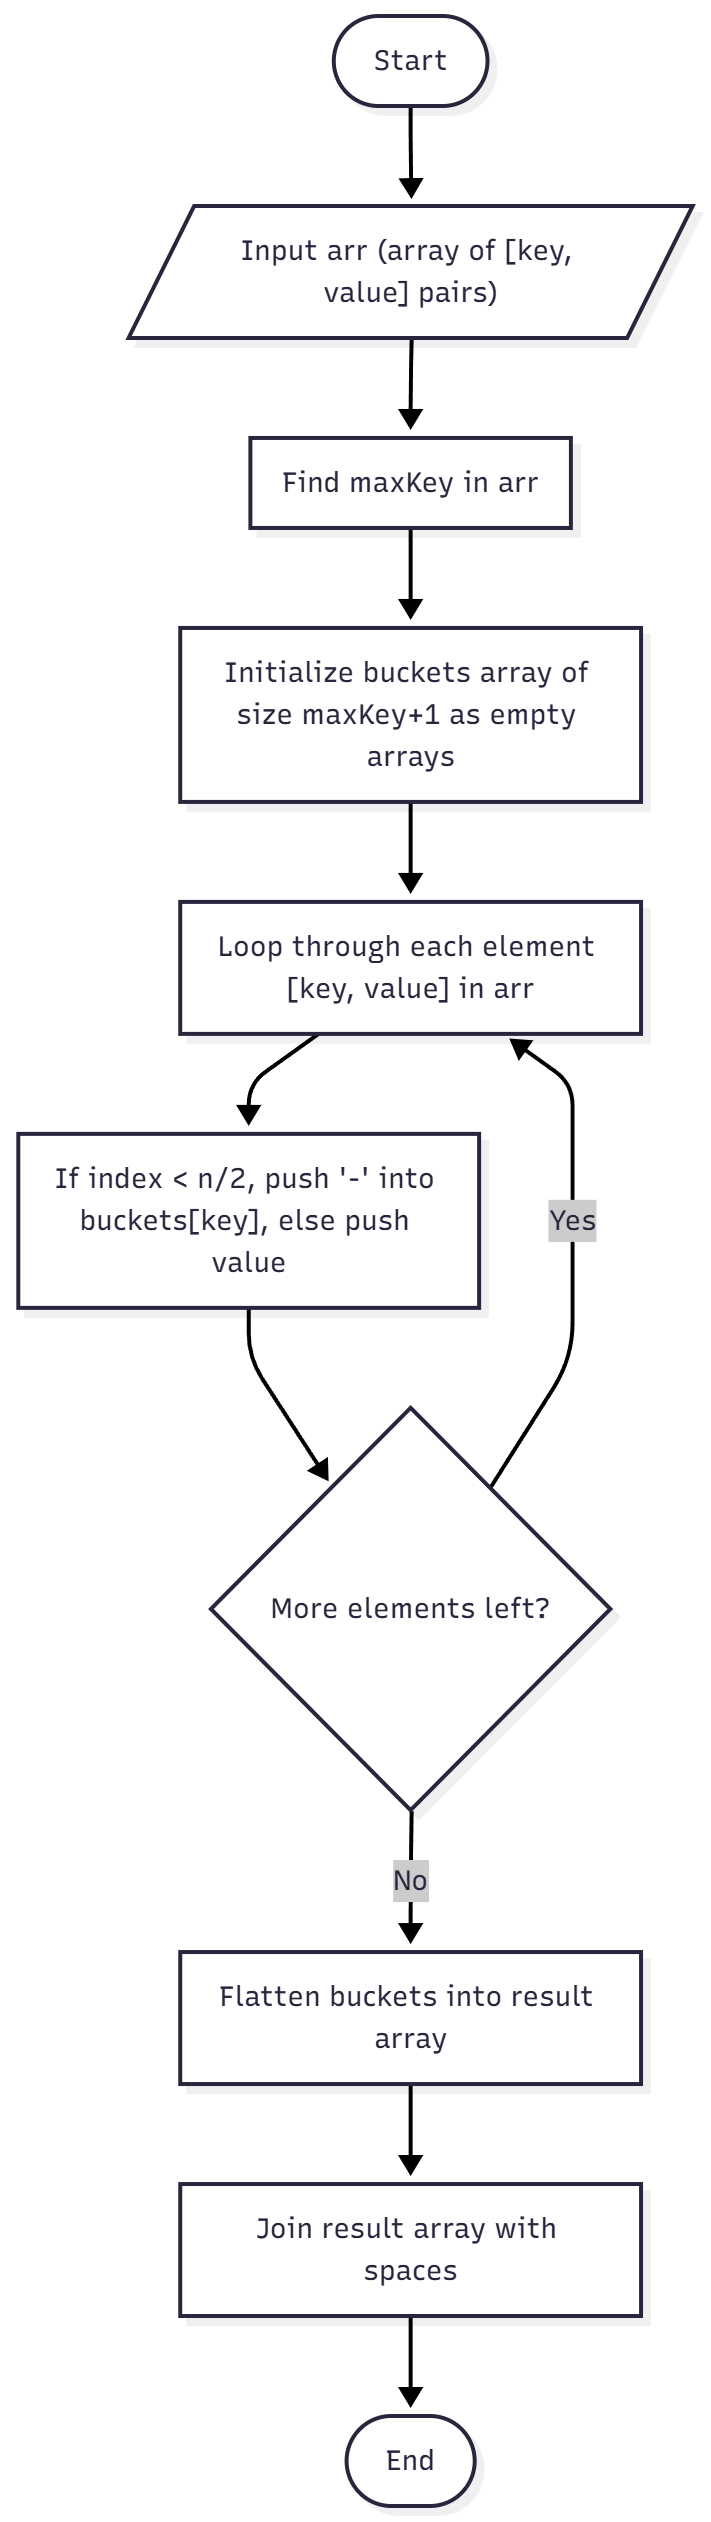 Start
Input arr (array of [key,
value] pairs)
Find maxKey in arr
Initialize buckets array of
size maxKey+1 as empty
arrays
Loop through each element
[key, value] in arr
If index < n/2, push '-' into
buckets[key], else push
value
Yes
More elements left?
No
Flatten buckets into result
array
Join result array with
spaces
End